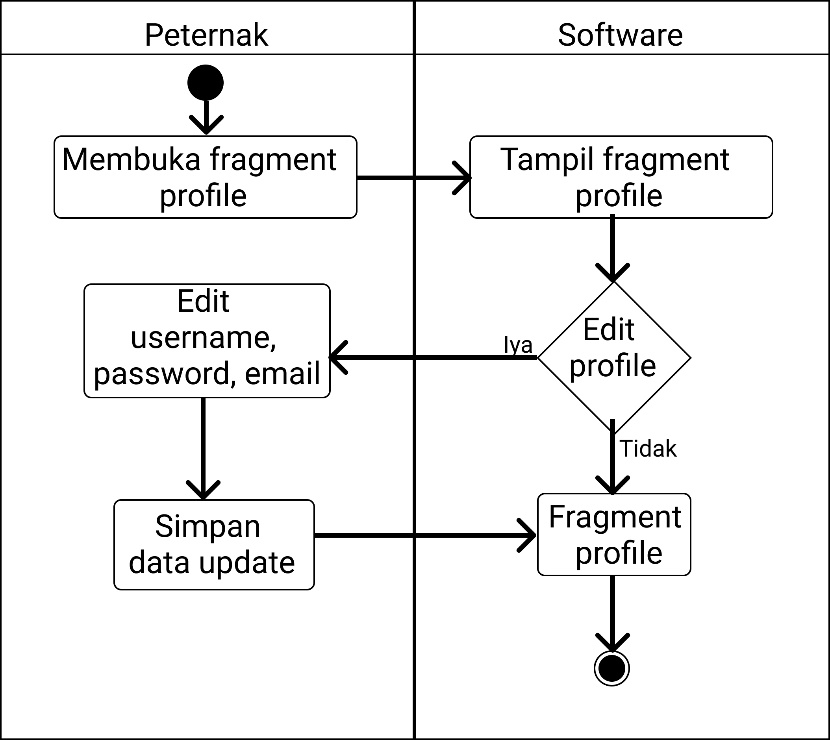 Peternak
Software
Membuka fragment
profile
Tampil fragment
profile
Edit
profile
Iya
Edit
username,
password, email
Tidak
Simpan
data update
Fragment
profile